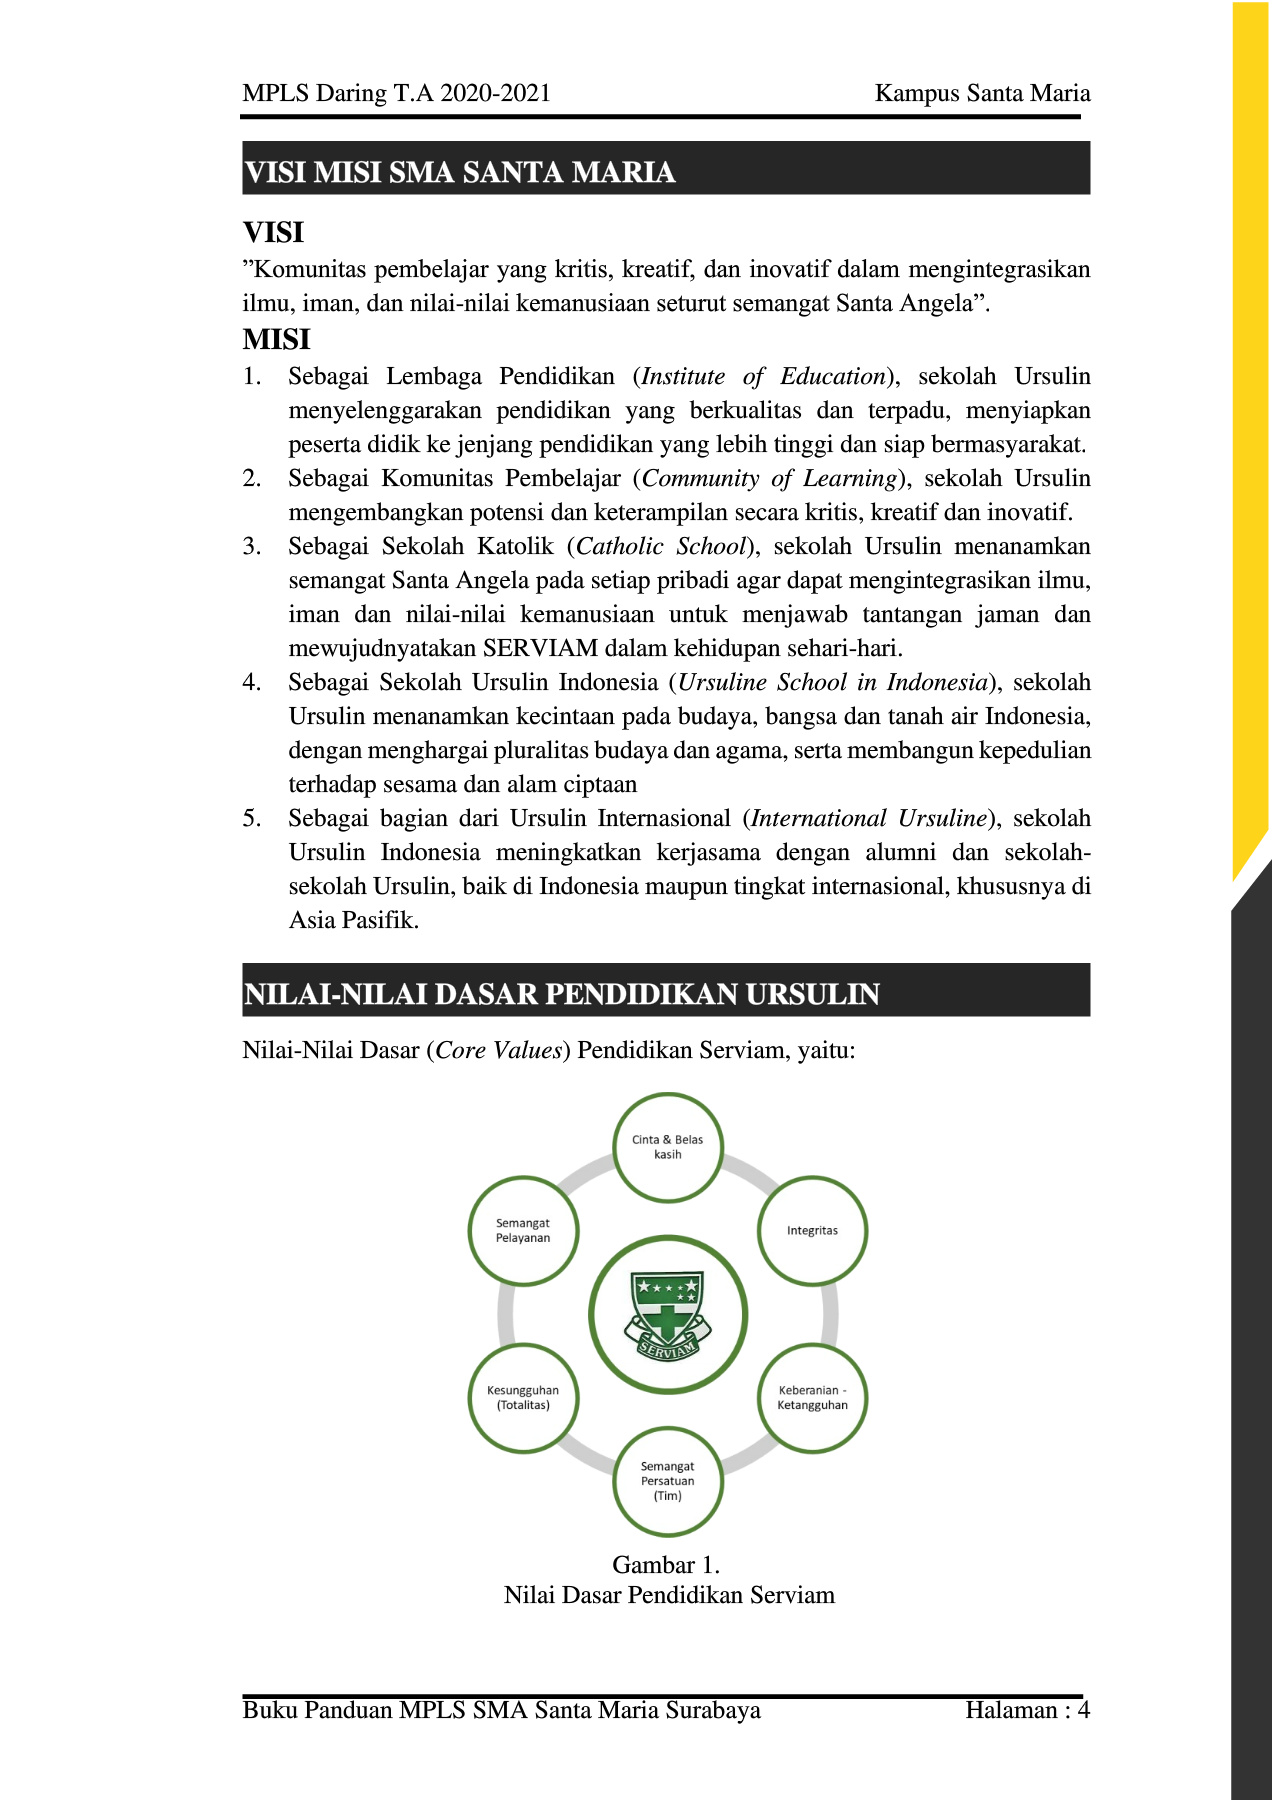 MPLS Daring T.A 2020-2021 Kampus Santa Maria
VISI MISI SMA SANTA MARIA
VISI
”Komunitas pembelajar yang kritis, kreatif, dan inovatif dalam mengintegrasikan
ilmu, iman, dan nilai-nilai kemanusiaan seturut semangat Santa Angela”.
MISI
1. Sebagai Lembaga Pendidikan (Institute of Education), sekolah Ursulin
menyelenggarakan pendidikan yang berkualitas dan terpadu, menyiapkan
peserta didik ke jenjang pendidikan yang lebih tinggi dan siap bermasyarakat.
2. Sebagai Komunitas Pembelajar (Community of Learning), sekolah Ursulin
mengembangkan potensi dan keterampilan secara kritis, kreatif dan inovatif.
3. Sebagai Sekolah Katolik (Catholic School), sekolah Ursulin menanamkan
semangat Santa Angela pada setiap pribadi agar dapat mengintegrasikan ilmu,
iman dan nilai-nilai kemanusiaan untuk menjawab tantangan jaman dan
mewujudnyatakan SERVIAM dalam kehidupan sehari-hari.
4. Sebagai Sekolah Ursulin Indonesia (Ursuline School in Indonesia), sekolah
Ursulin menanamkan kecintaan pada budaya, bangsa dan tanah air Indonesia,
dengan menghargai pluralitas budaya dan agama, serta membangun kepedulian
terhadap sesama dan alam ciptaan
5. Sebagai bagian dari Ursulin Internasional (International Ursuline), sekolah
Ursulin Indonesia meningkatkan kerjasama dengan alumni dan sekolah-
sekolah Ursulin, baik di Indonesia maupun tingkat internasional, khususnya di
Asia Pasifik.
NILAI-NILAI DASAR PENDIDIKAN URSULIN
Nilai-Nilai Dasar (Core Values) Pendidikan Serviam, yaitu:
Cinta & Belas
kasih
Integritas
Keberanian -
Ketangguhan
Semangat
Persatuan
(Tim)
Kesungguhan
(Totalitas)
Semangat
Pelayanan
SERVIAM
Gambar 1.
Nilai Dasar Pendidikan Serviam
Buku Panduan MPLS SMA Santa Maria Surabaya Halaman : 4